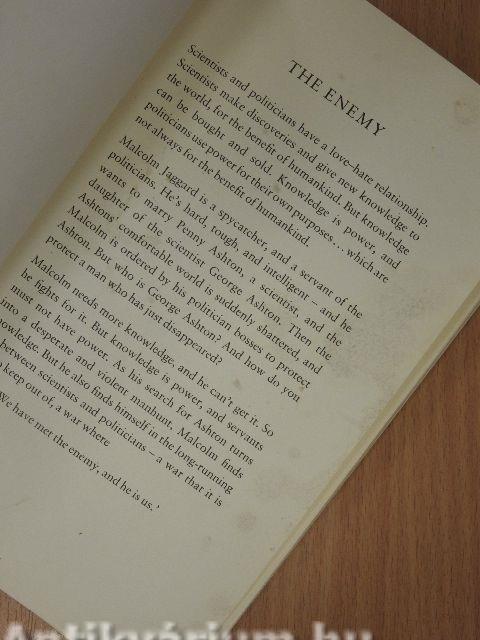 THE ENEMY
Scientists and politicians have a love–hate relationship.
Scientists make discoveries and give new knowledge to
the world, for the benefit of humankind. But knowledge
can be bought and sold. Knowledge is power, and
politicians use power for their own purposes . . . which are
not always for the benefit of humankind.
Malcolm Jaggard is a spycatcher, and a servant of the
politicians. He's hard, tough, and intelligent – and he
wants to marry Penny Ashton, a scientist, and the
daughter of the scientist George Ashton. Then the
Ashtons' comfortable world is suddenly shattered, and
Malcolm is ordered by his politician bosses to protect
Ashton. But who is George Ashton? And how do you
protect a man who has just disappeared?
Malcolm needs more knowledge, and he can't get it. So
he fights for it. But knowledge is power, and servants
must not have power. As his search for Ashton turns
into a desperate and violent manhunt, Malcolm finds
knowledge. But he also finds himself in the long-running
between scientists and politicians – a war that it is
keep out of, a war where
We have met the enemy, and he is us.'
Antikvárium.hu